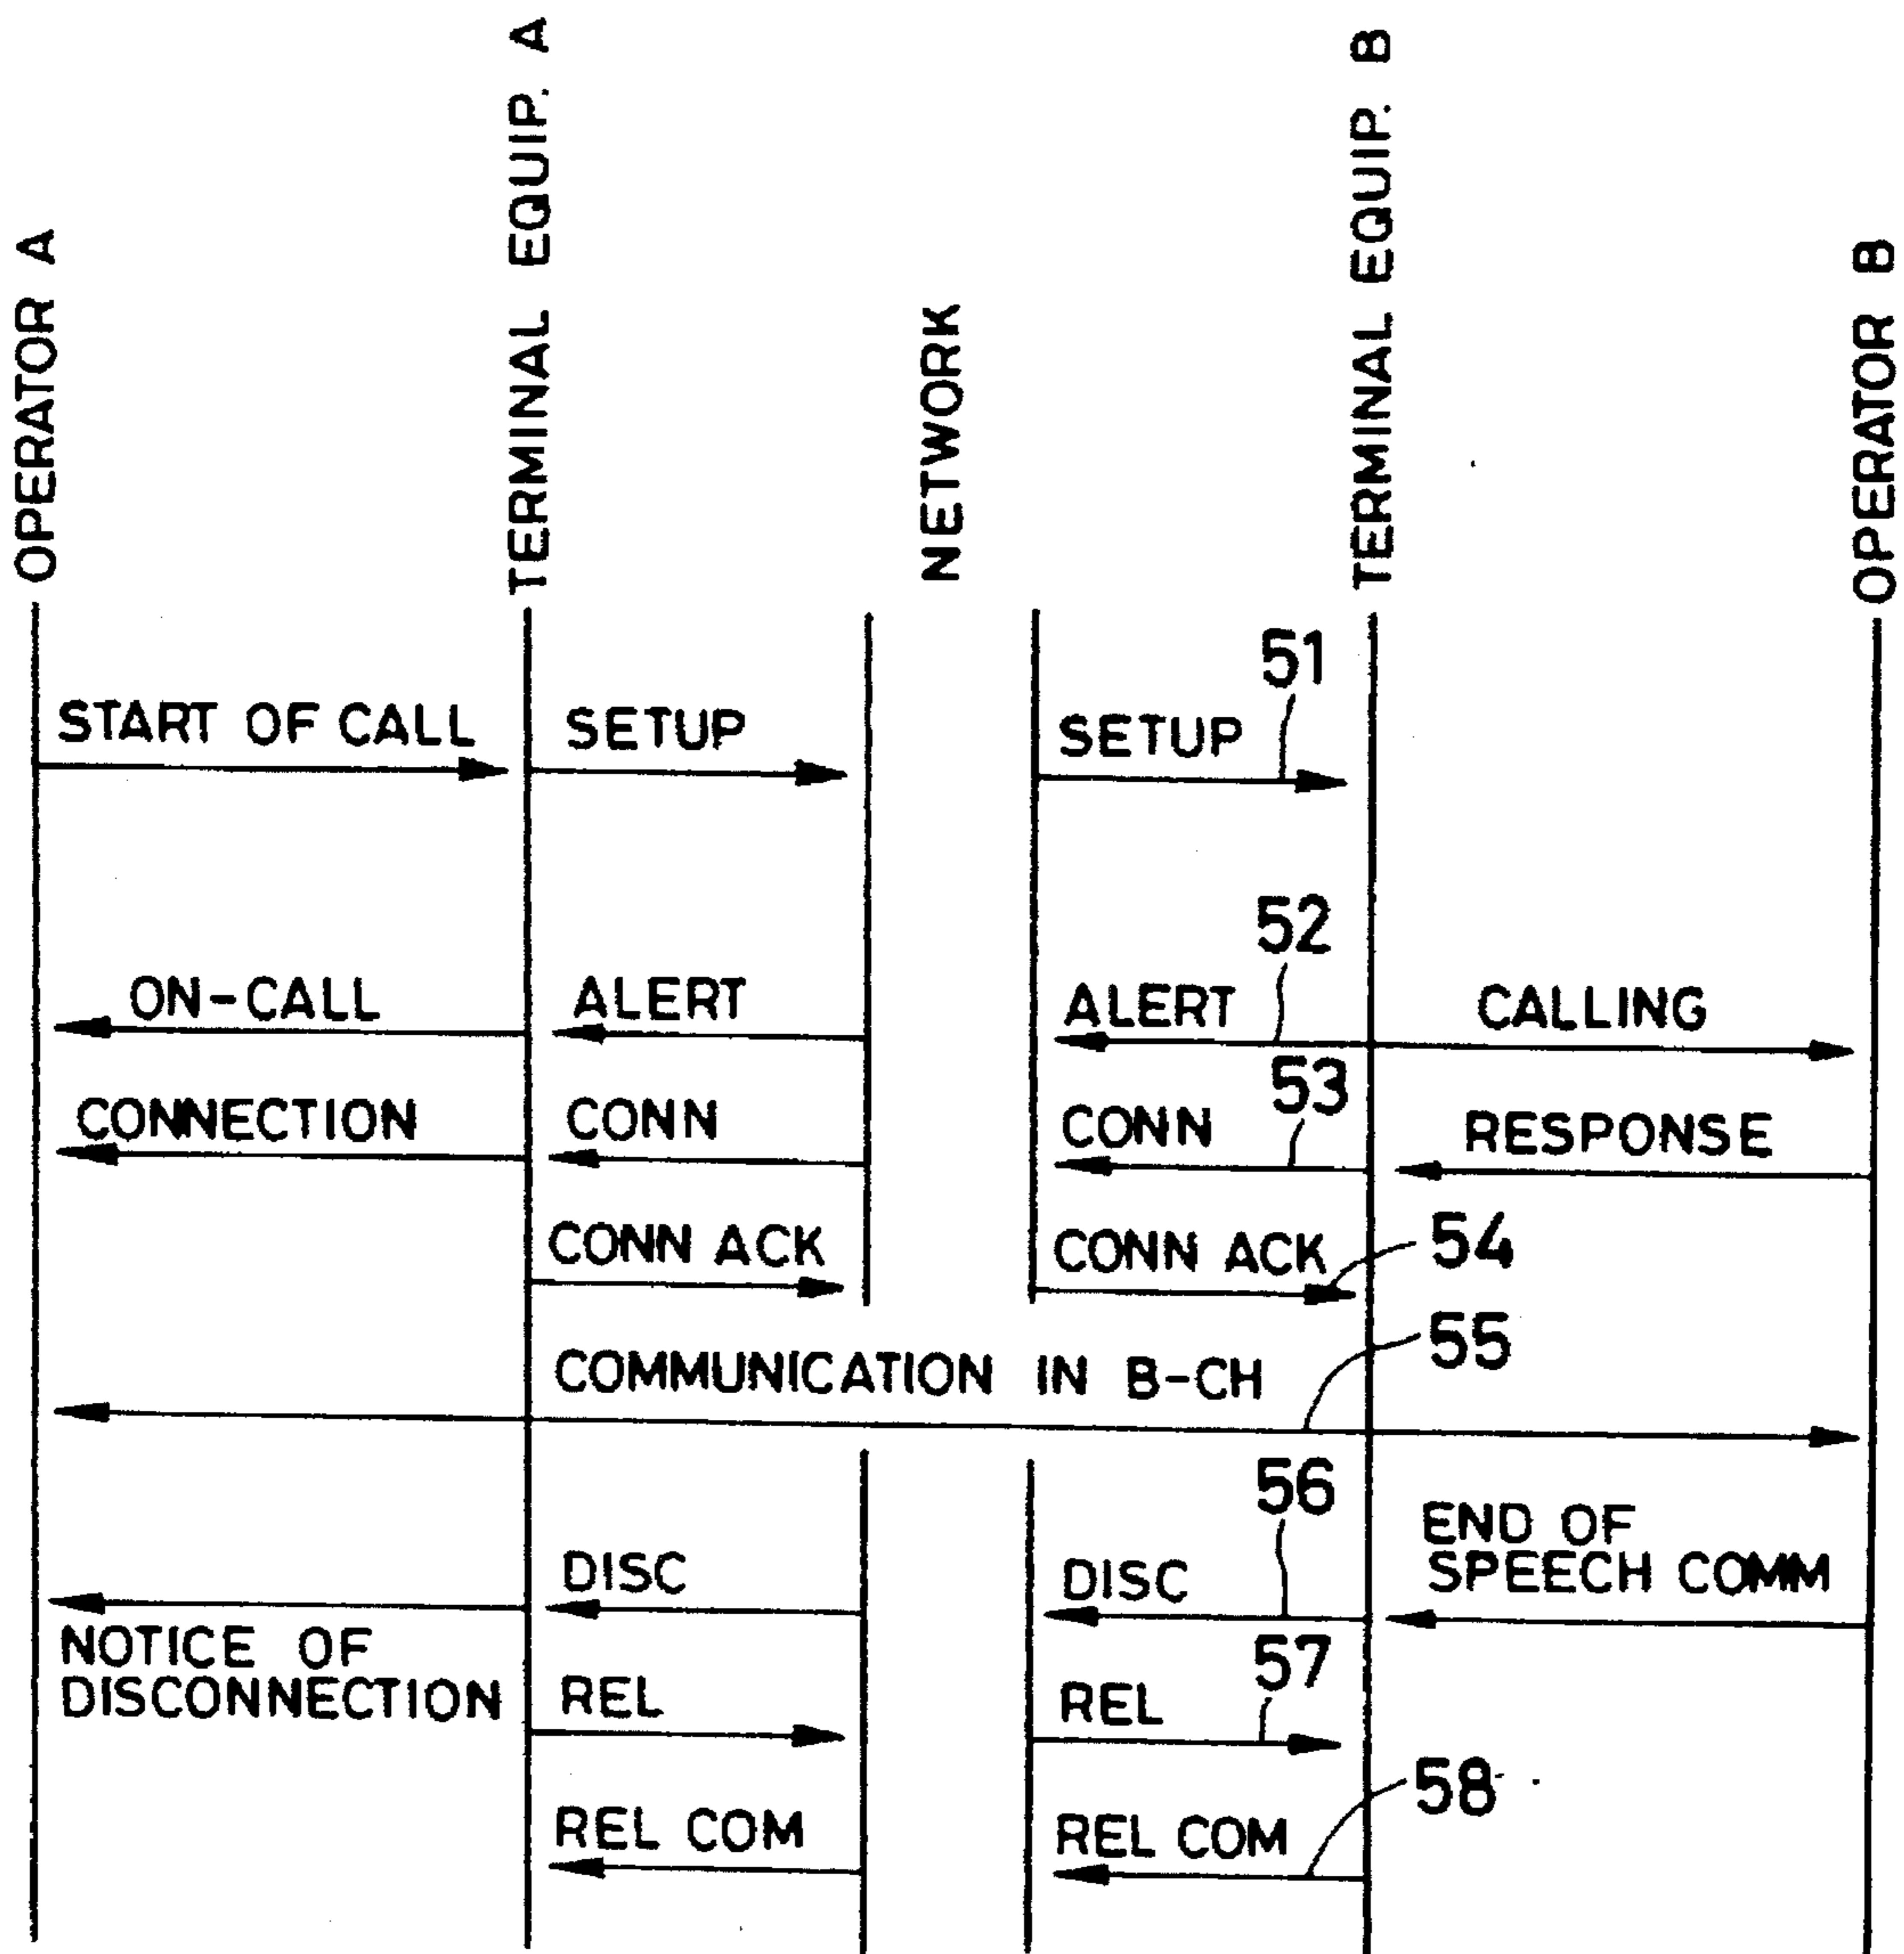 OPERATOR A
TERMINAL EQUIP. A
NETWORK
TERMINAL EQUIP. B
OPERATOR B
51
START OF CALL
SETUP
SETUP
52
ON-CALL
ALERT
ALERT
CALLING
53
CONNECTION
CONN
CONN
RESPONSE
CONN ACK
CONN ACK
54
55
COMMUNICATION IN B-CH
56
END OF
SPEECH COMM
DISC
DISC
NOTICE OF
DISCONNECTION
57
REL
REL
58
REL COM
REL COM